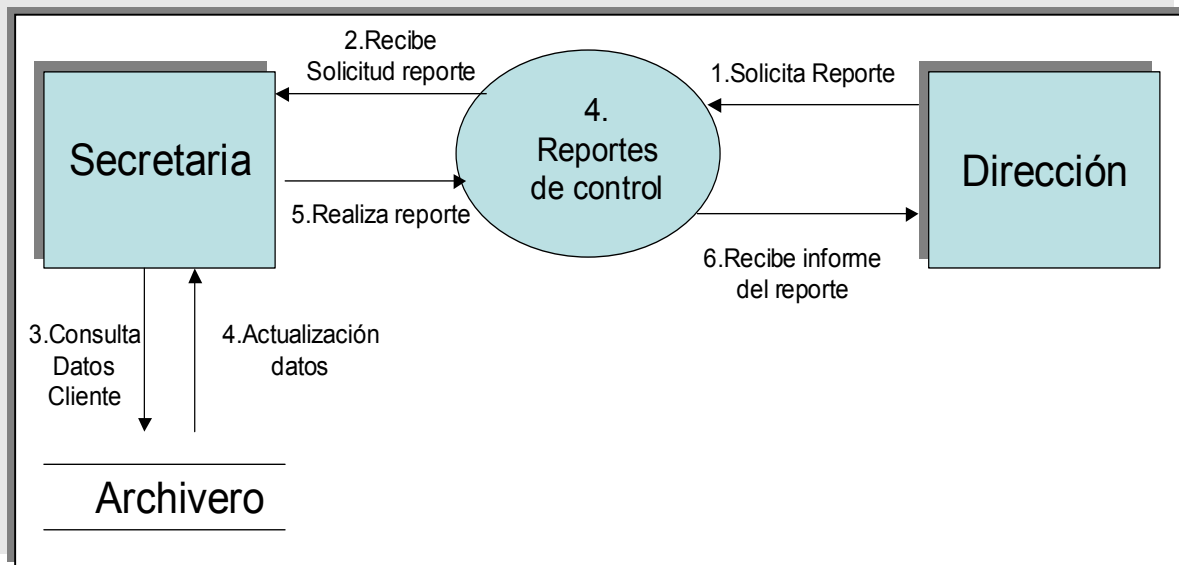 2.Recibe
Solicitud reporte
1.Solicita Reporte
4.
Reportes
de control
Secretaria
Dirección
5.Realiza reporte
6.Recibe informe
del reporte
3.Consulta
Datos
Cliente
4.Actualización
datos
Archivero